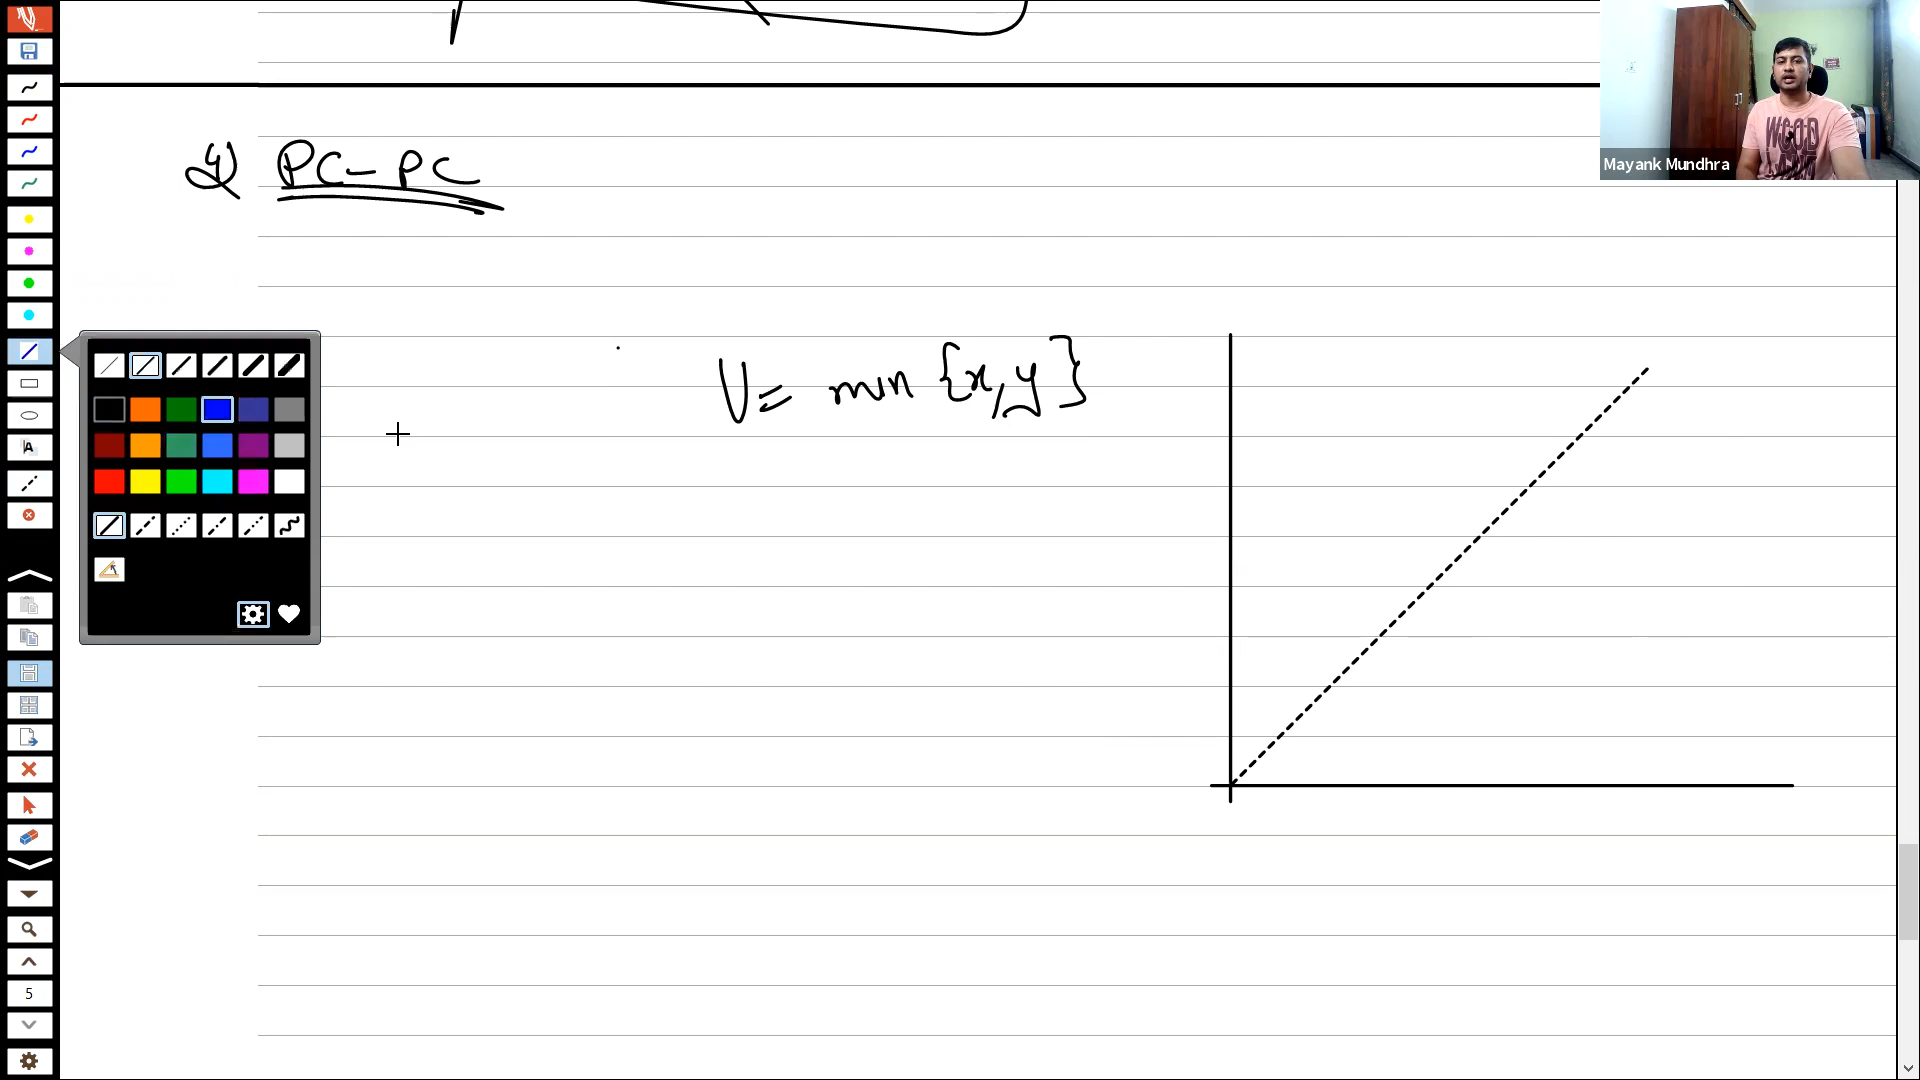 Mayank Mundhra
4) PC-PC
U = min {x,y}
5